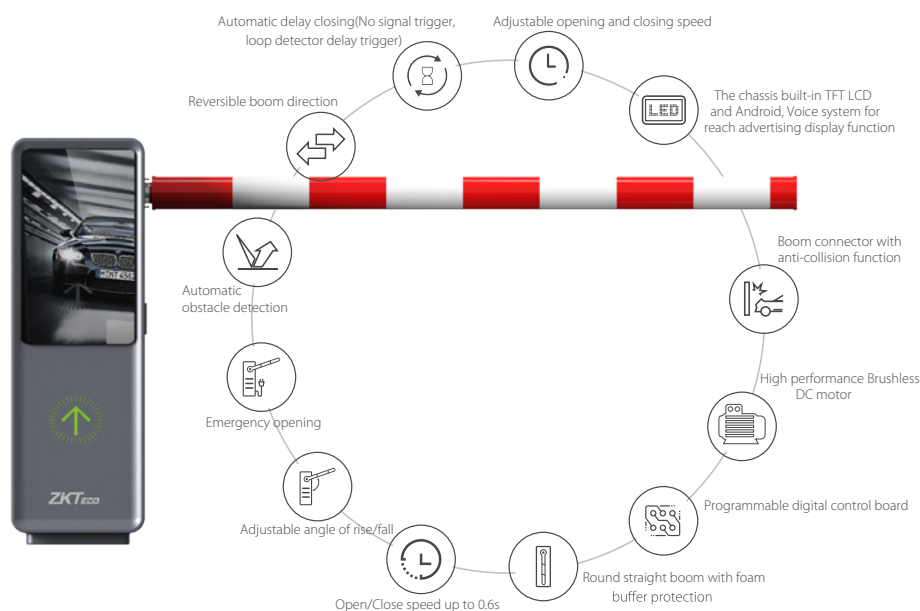 Automatic delay closing(No signal trigger,
loop detector delay trigger)
Adjustable opening and closing speed
Reversible boom direction
LED
The chassis built-in TFT LCD
and Android, Voice system for
reach advertising display function
Boom connector with
anti-collision function
Automatic
obstacle detection
High performance Brushless
DC motor
Emergency opening
Programmable digital control board
Adjustable angle of rise/fall
Round straight boom with foam
buffer protection
Open/Close speed up to 0.6s
ZKTECO